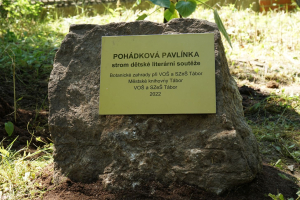 POHÁDKOVÁ PAVLÍNKA
strom dětské literární soutěže
Botanické zahrady při VOŠ a SZeŠ Tábor
Městské knihovny Tábor
VOŠ a SZeŠ Tábor
2022